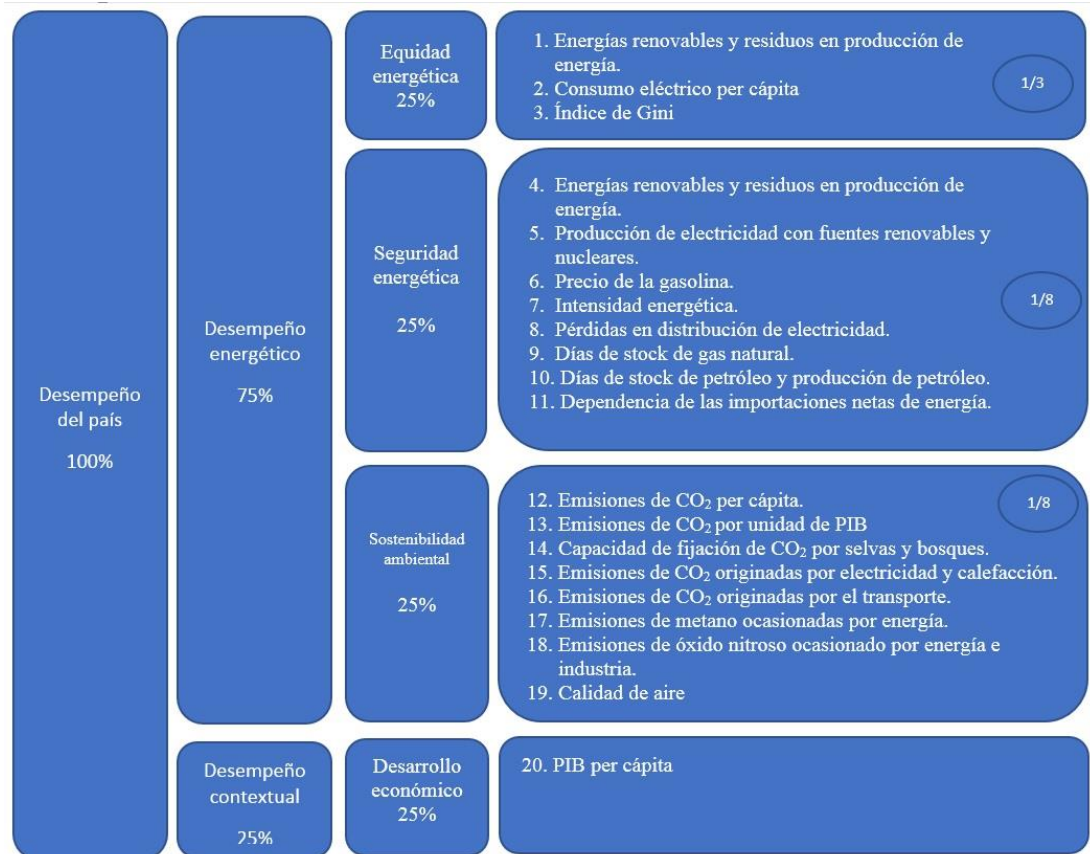 Desempeño
del país
100%
Desempeño
energético
75%
Equidad
energética
25%
1. Energías renovables y residuos en producción de
energía.
2. Consumo eléctrico per cápita
3. Índice de Gini
1/3
Seguridad
energética
25%
4. Energías renovables y residuos en producción de
energía.
5. Producción de electricidad con fuentes renovables y
nucleares.
6. Precio de la gasolina.
7. Intensidad energética.
8. Pérdidas en distribución de electricidad.
9. Días de stock de gas natural.
10. Días de stock de petróleo y producción de petróleo.
11. Dependencia de las importaciones netas de energía.
1/8
Sostenibilidad
ambiental
25%
12. Emisiones de CO₂ per cápita.
13. Emisiones de CO₂ por unidad de PIB
14. Capacidad de fijación de CO₂ por selvas y bosques.
15. Emisiones de CO₂ originadas por electricidad y calefacción.
16. Emisiones de CO₂ originadas por el transporte.
17. Emisiones de metano ocasionadas por energía.
18. Emisiones de óxido nitroso ocasionado por energía e
industria.
19. Calidad de aire
1/8
Desempeño
contextual
25%
Desarrollo
económico
25%
20. PIB per cápita